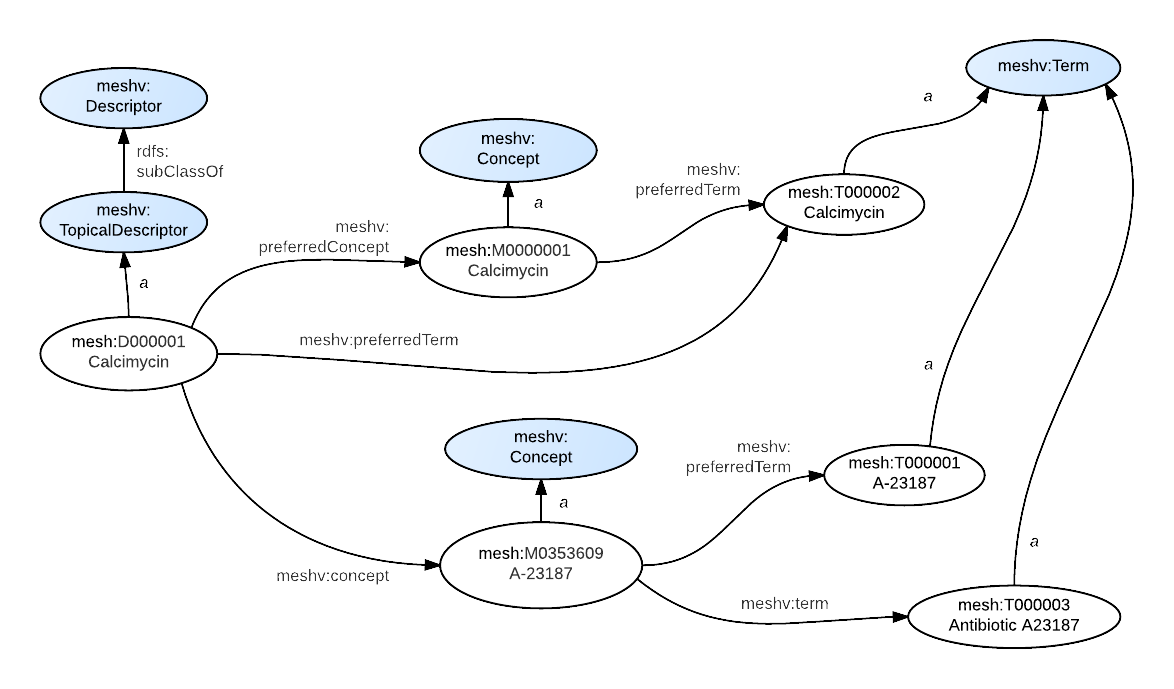 meshv:Term
meshv:
Descriptor
a
rdfs:
subClassOf
meshv:
Concept
meshv:
preferredTerm
mesh:T000002
Calcimycin
meshv:
TopicalDescriptor
a
meshv:
preferredConcept
mesh:M0000001
Calcimycin
a
mesh:D000001
Calcimycin
meshv:preferredTerm
a
meshv:
Concept
meshv:
preferredTerm
mesh:T000001
A-23187
a
mesh:M0353609
A-23187
a
meshv:concept
meshv:term
mesh:T000003
Antibiotic A23187